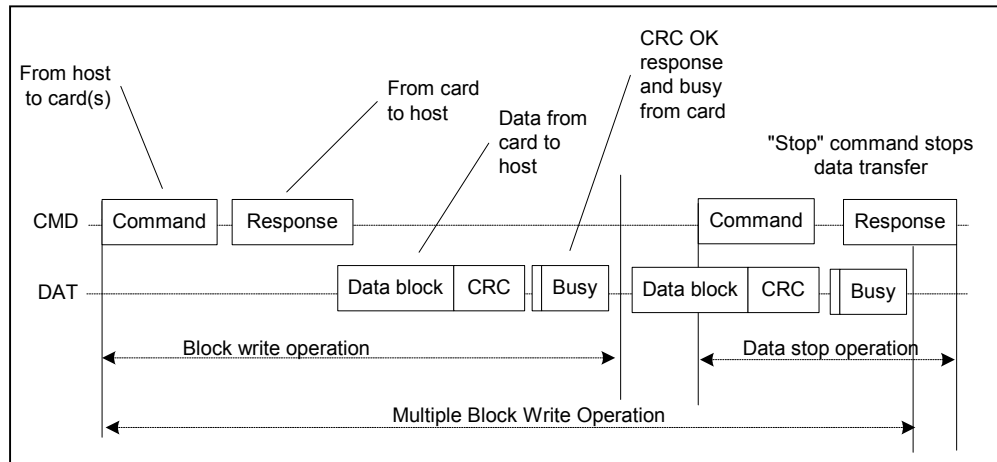 From host
to card(s)
From card
to host
Data from
card to
host
CRC OK
response
and busy
from card
"Stop" command stops
data transfer
CMD Command Response Command Response
DAT Data block CRC Busy Data block CRC Busy
Block write operation Data stop operation
Multiple Block Write Operation